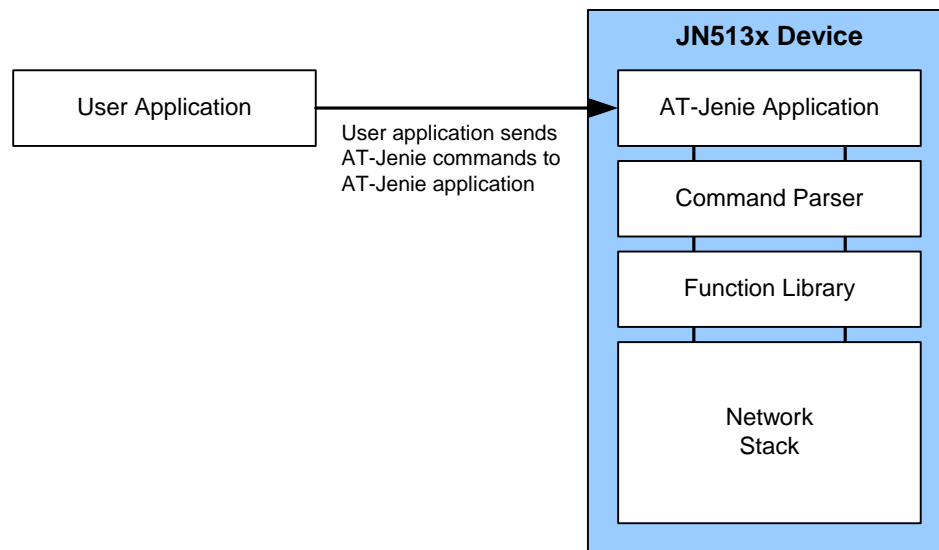 JN513x Device
User Application
AT-Jenie Application
User application sends
AT-Jenie commands to
AT-Jenie application
Command Parser
Function Library
Network
Stack